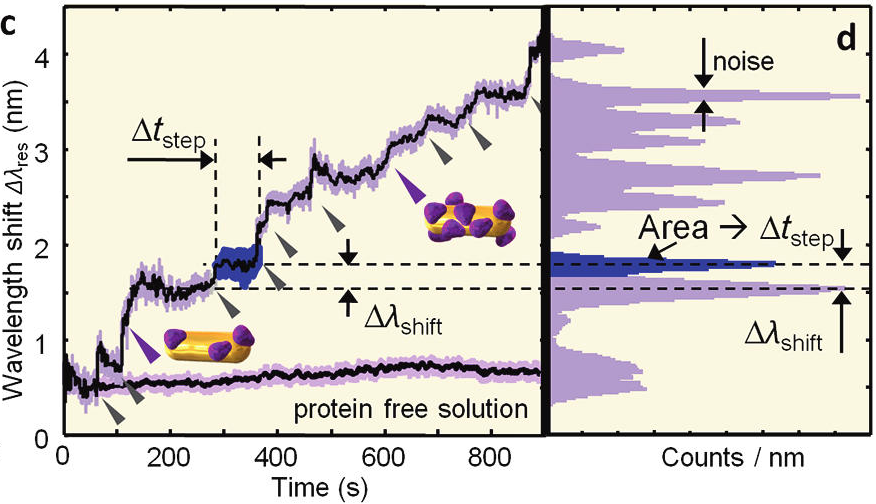 c
Wavelength shift Δλres (nm)
4
3
2
1
0
Δtstep
Δλshift
protein free solution
0
200
400
600
800
Time (s)
d
noise
Area → Δtstep
Δλshift
Counts / nm